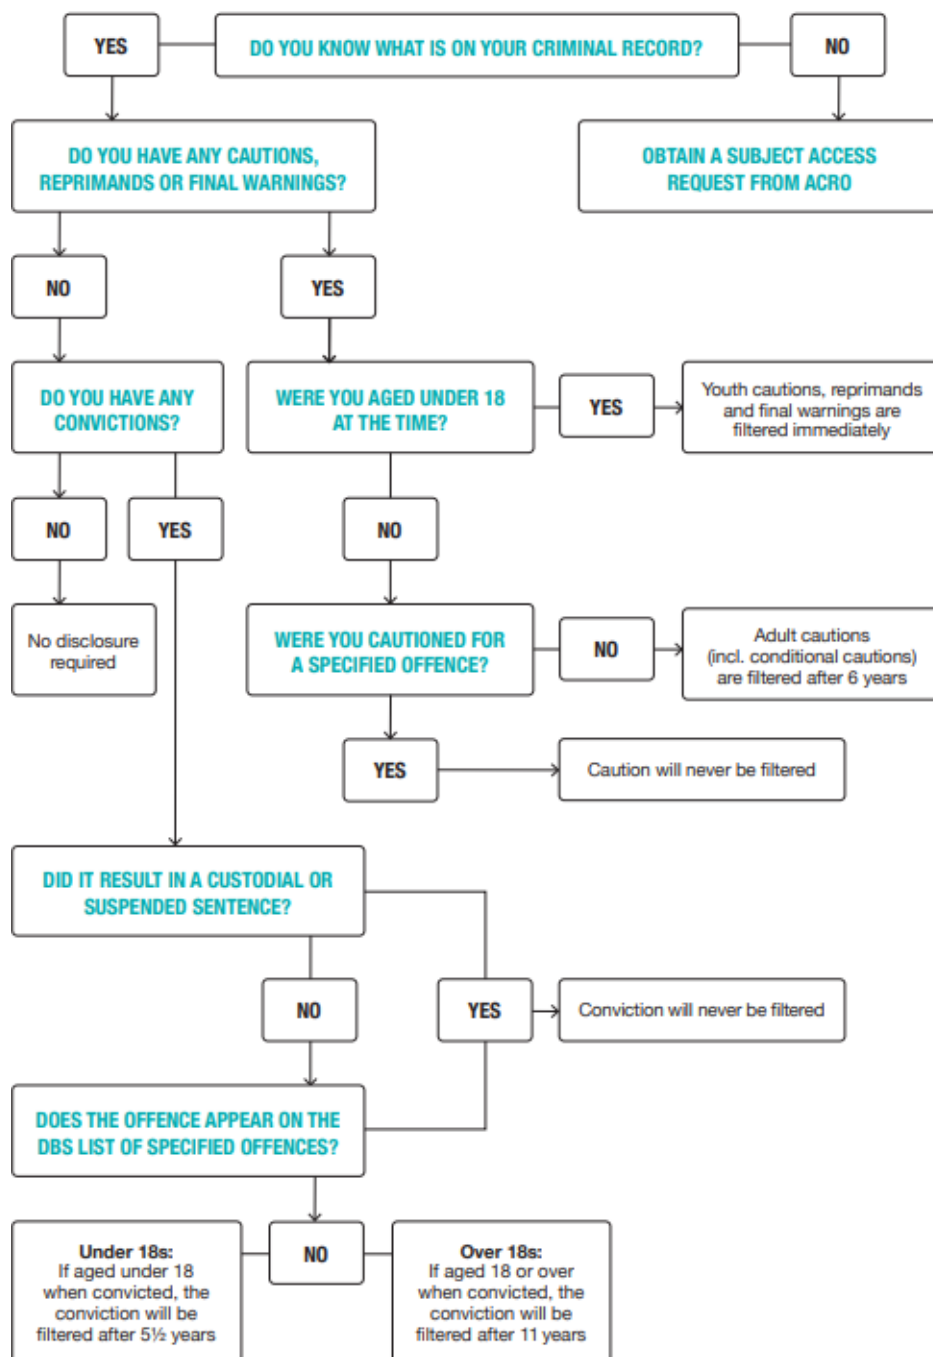 YES
DO YOU KNOW WHAT IS ON YOUR CRIMINAL RECORD?
NO
DO YOU HAVE ANY CAUTIONS,
REPRIMANDS OR FINAL WARNINGS?
OBTAIN A SUBJECT ACCESS
REQUEST FROM ACRO
NO
YES
DO YOU HAVE ANY
CONVICTIONS?
WERE YOU AGED UNDER 18
AT THE TIME?
YES
Youth cautions, reprimands
and final warnings are
filtered immediately
NO
YES
NO
No disclosure
required
WERE YOU CAUTIONED FOR
A SPECIFIED OFFENCE?
NO
Adult cautions
(incl. conditional cautions)
are filtered after 6 years
YES
Caution will never be filtered
DID IT RESULT IN A CUSTODIAL OR
SUSPENDED SENTENCE?
NO
YES
Conviction will never be filtered
DOES THE OFFENCE APPEAR ON THE
DBS LIST OF SPECIFIED OFFENCES?
Under 18s:
If aged under 18
when convicted, the
conviction will be
filtered after 5½ years
NO
Over 18s:
If aged 18 or over
when convicted, the
conviction will be
filtered after 11 years